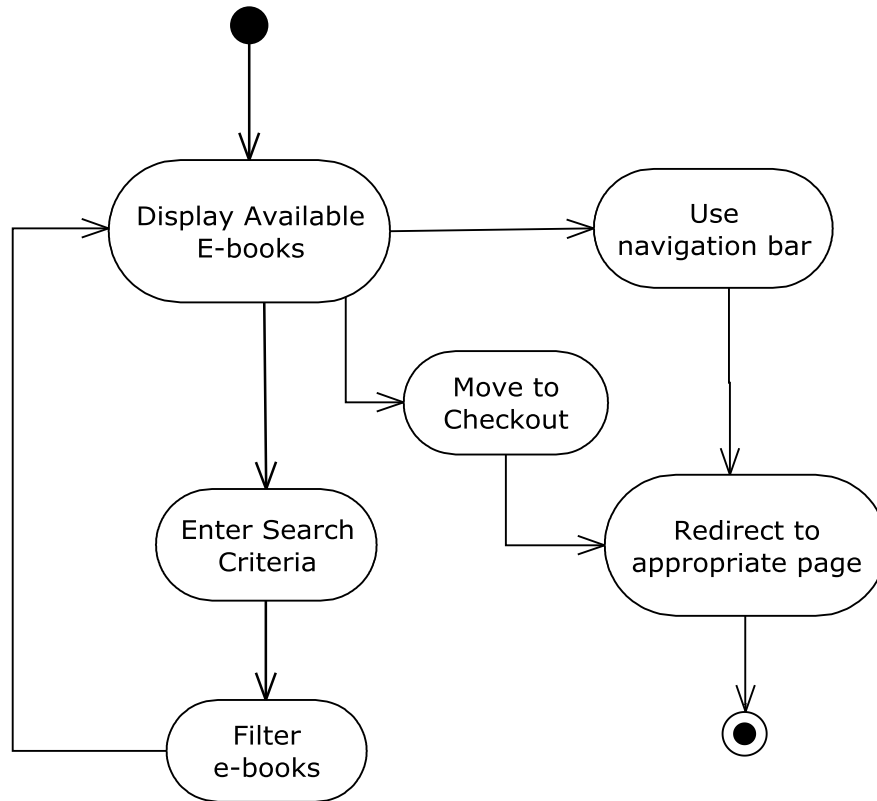 Display Available
E-books
Use
navigation bar
Move to
Checkout
Enter Search
Criteria
Redirect to
appropriate page
Filter
e-books